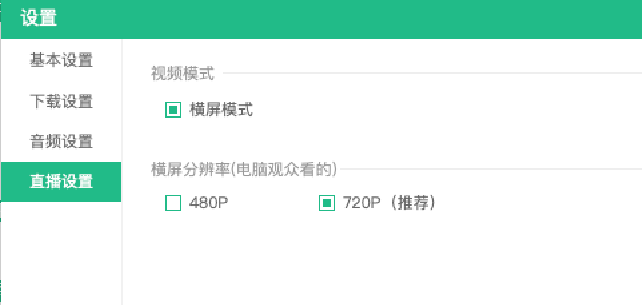 设置
基本设置
下载设置
音频设置
直播设置
视频模式
横屏模式
横屏分辨率(电脑观众看的)
480P
720P（推荐）